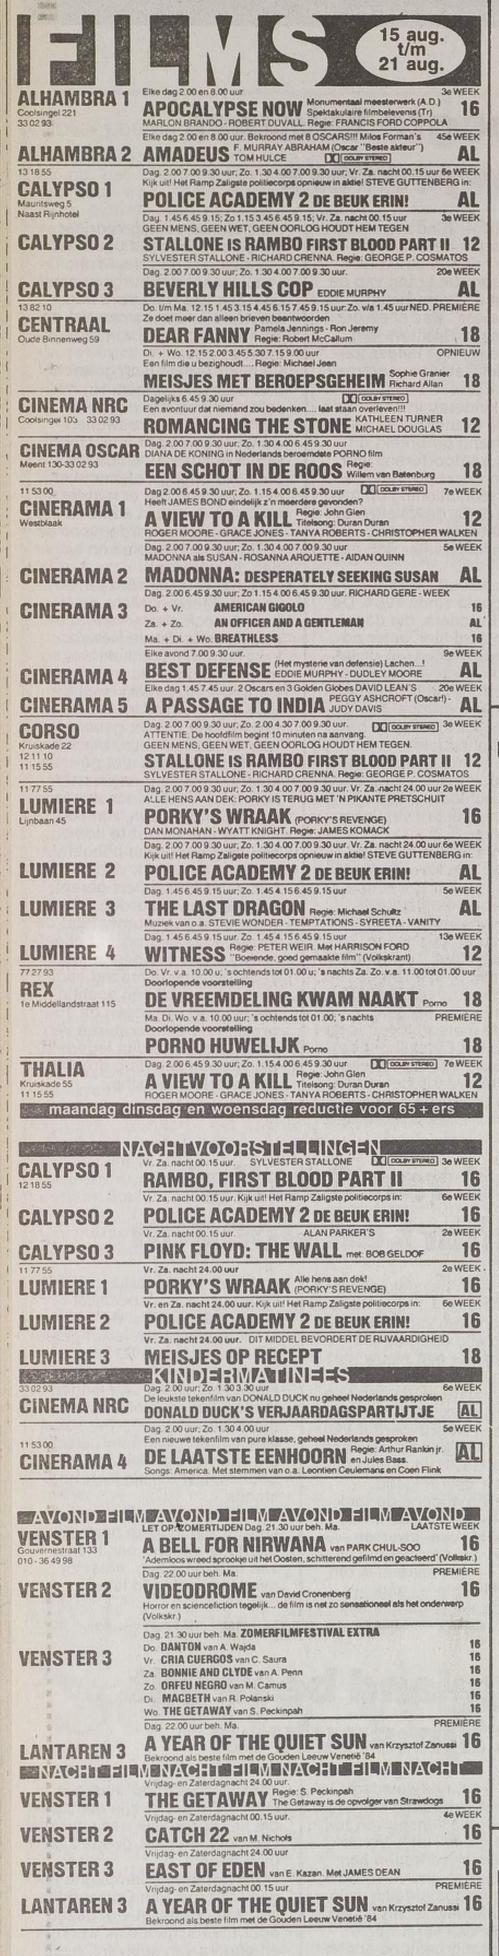 FILMS
15 aug.
t/m
21 aug.
ALHAMBRA 1
Coolsingel 221
33 02 93
Elke dag 2.00 en 8.00 uur 3e WEEK
APOCALYPSE NOW Monumentaal meesterwerk (A.D.) Spektakulaire filmbelevenis (Tr) 16
MARLON BRANDO - ROBERT DUVALL. Regie: FRANCIS FORD COPPOLA
Elke dag 2.00 en 8.00 uur. Bekroond met 8 OSCARS!!! Milos Forman's 45e WEEK
ALHAMBRA 2 AMADEUS F. MURRAY ABRAHAM (Oscar "Beste akteur") TOM HULCE DOLBY STEREO AL
13 18 55
CALYPSO 1
Mauritsweg 5
Naast Rijnhotel
Dag. 2.00 7.00 9.30 uur; Zo. 1.30 4.00 7.00 9.30 uur; Vr. Za. nacht 00.15 uur 6e WEEK
Kijk uit! Het Ramp Zaligste politiecorps opnieuw in aktie! STEVE GUTTENBERG in:
POLICE ACADEMY 2 DE BEUK ERIN! AL
Dag. 1.45 6.45 9.15; Zo 1.15 3.45 6.45 9.15; Vr. Za. nacht 00.15 uur 3e WEEK
GEEN MENS, GEEN WET, GEEN OORLOG HOUDT HEM TEGEN
CALYPSO 2 STALLONE IS RAMBO FIRST BLOOD PART II 12
SYLVESTER STALLONE - RICHARD CRENNA. Regie: GEORGE P. COSMATOS
Dag. 2.00 7.00 9.30 uur; Zo. 1.30 4.00 7.00 9.30 uur. 20e WEEK
CALYPSO 3 BEVERLY HILLS COP EDDIE MURPHY AL
13 82 10
CENTRAAL
Oude Binnenweg 59
Do. t/m Ma. 12.15 1.45 3.15 4.45 6.15 7.45 9.15 uur. Zo. v/a 1.45 uur NED. PREMIÈRE
Ze doet meer dan alleen brieven beantwoorden
DEAR FANNY Pamela Jennings - Ron Jeremy Regie: Robert McCallum 18
Di. + Wo. 12.15 2.00 3.45 5.30 7.15 9.00 uur OPNIEUW
Een film die u bezighoudt.... Regie: Michael Jean
MEISJES MET BEROEPSGEHEIM Sophie Granier Richard Allan 18
CINEMA NRC
Coolsingel 103 33 02 93
Dagelijks 6.45 9.30 uur DOLBY STEREO
Een avontuur dat niemand zou bedenken.... laat staan overleven!!!
ROMANCING THE STONE KATHLEEN TURNER MICHAEL DOUGLAS 12
CINEMA OSCAR
Meent 130-33 02 93
Dag. 2.00 7.00 9.30 uur; Zo. 1.30 4.00 6.45 9.30 uur
DIANA DE KONING in Nederlands beroemdste PORNO film
EEN SCHOT IN DE ROOS Regie: Willem van Batenburg 18
11 53 00
CINERAMA 1
Westblaak
Dag 2.00 6.45 9.30 uur; Zo. 1.15 4.00 6.45 9.30 uur DOLBY STEREO 7e WEEK
Heeft JAMES BOND eindelijk z'n meerdere gevonden?
A VIEW TO A KILL Regie: John Glen Titelsong: Duran Duran 12
ROGER MOORE - GRACE JONES - TANYA ROBERTS - CHRISTOPHER WALKEN
Dag. 2.00 7.00 9.30 uur; Zo. 1.30 4.00 7.00 9.30 uur 5e WEEK
MADONNA als SUSAN - ROSANNA ARQUETTE - AIDAN QUINN
CINERAMA 2 MADONNA: DESPERATELY SEEKING SUSAN AL
Dag. 2.00 6.45 9.30 uur; Zo 1.15 4.00 6.45 9.30 uur. RICHARD GERE - WEEK
CINERAMA 3 Do. + Vr. AMERICAN GIGOLO 16
Za. + Zo. AN OFFICER AND A GENTLEMAN AL
Ma. + Di. + Wo. BREATHLESS 16
Elke avond 7.00 9.30 uur. 9e WEEK
CINERAMA 4 BEST DEFENSE (Het mysterie van defensie) Lachen...! EDDIE MURPHY - DUDLEY MOORE AL
Elke dag 1.45 7.45 uur. 2 Oscars en 3 Golden Globes DAVID LEAN'S 20e WEEK
CINERAMA 5 A PASSAGE TO INDIA PEGGY ASHCROFT (Oscar!) - JUDY DAVIS AL
CORSO
Kruiskade 22
12 11 10
11 15 55
Dag. 2.00 7.00 9.30 uur; Zo. 2.00 4.30 7.00 9.30 uur. DOLBY STEREO 3e WEEK
ATTENTIE. De hoofdfilm begint 10 minuten na aanvang.
GEEN MENS, GEEN WET, GEEN OORLOG HOUDT HEM TEGEN.
STALLONE IS RAMBO FIRST BLOOD PART II 12
SYLVESTER STALLONE - RICHARD CRENNA. Regie: GEORGE P. COSMATOS
11 77 55
LUMIERE 1
Lijnbaan 45
Dag. 2.00 7.00 9.30 uur; Zo. 1.30 4.00 7.00 9.30 uur. Vr. Za. nacht 24.00 uur 2e WEEK
ALLE HENS AAN DEK: PORKY IS TERUG MET 'N PIKANTE PRETSCHUIT
PORKY'S WRAAK (PORKY'S REVENGE) 16
DAN MONAHAN - WYATT KNIGHT. Regie: JAMES KOMACK
Dag. 2.00 7.00 9.30 uur; Zo. 1.30 4.00 7.00 9.30 uur. Vr. Za. nacht 24.00 uur 6e WEEK
Kijk uit! Het Ramp Zaligste Politiecorps opnieuw in aktie! STEVE GUTTENBERG in:
LUMIERE 2 POLICE ACADEMY 2 DE BEUK ERIN! AL
Dag. 1.45 6.45 9.15 uur; Zo. 1.45 4.15 6.45 9.15 uur 5e WEEK
LUMIERE 3 THE LAST DRAGON Regie: Michael Schultz AL
Muziek van o.a. STEVIE WONDER - TEMPTATIONS - SYREETA - VANITY
Dag. 1.45 6.45 9.15 uur. Zo. 1.45 4.15 6.45 9.15 uur 13e WEEK
LUMIERE 4 WITNESS Regie: PETER WEIR. Met HARRISON FORD "Boeiende, goed gemaakte film" (Volkskrant) 12
77 27 93
REX
1e Middellandstraat 115
Do. Vr. v.a. 10.00 u; 's ochtends tot 01.00 u; 's nachts Za. Zo. v.a. 11.00 tot 01.00 uur
Doorlopende voorstelling
DE VREEMDELING KWAM NAAKT Porno 18
Ma. Di. Wo. v.a. 10.00 uur; 's ochtends tot 01.00; 's nachts PREMIÈRE
Doorlopende voorstelling
PORNO HUWELIJK Porno 18
THALIA
Kruiskade 55
11 15 55
Dag. 2.00 6.45 9.30 uur; Zo. 1.15 4.00 6.45 9.30 uur DOLBY STEREO 7e WEEK
A VIEW TO A KILL Regie: John Glen Titelsong: Duran Duran 12
ROGER MOORE - GRACE JONES - TANYA ROBERTS - CHRISTOPHER WALKEN
maandag dinsdag en woensdag reductie voor 65+ers
NACHTVOORSTELLINGEN
CALYPSO 1
12 18 55
Vr. Za. nacht 00.15 uur. SYLVESTER STALLONE DOLBY STEREO 3e WEEK
RAMBO, FIRST BLOOD PART II 16
Vr. Za. nacht 00.15 uur. Kijk uit! Het Ramp Zaligste Politiecorps in: 6e WEEK
CALYPSO 2 POLICE ACADEMY 2 DE BEUK ERIN! 16
Vr. Za. nacht 00.15 uur ALAN PARKER'S 2e WEEK
CALYPSO 3 PINK FLOYD: THE WALL met: BOB GELDOF 16
11 77 55
Vr. Za. nacht 24.00 uur 2e WEEK
LUMIERE 1 PORKY'S WRAAK Alle hens aan dek! (PORKY'S REVENGE) 16
Vr. en Za. nacht 24.00 uur. Kijk uit! Het Ramp Zaligste politiecorps in: 6e WEEK
LUMIERE 2 POLICE ACADEMY 2 DE BEUK ERIN! 16
Vr. Za. nacht 24.00 uur. DIT MIDDEL BEVORDERT DE RIJVAARDIGHEID
LUMIERE 3 MEISJES OP RECEPT 18
KINDERMATINEES
33 02 93
CINEMA NRC
Dag. 2.00 uur; Zo. 1.30 3.30 uur 6e WEEK
De leukste tekenfilm van DONALD DUCK nu geheel Nederlands gesproken
DONALD DUCK'S VERJAARDAGSPARTIJTJE AL
11 53 00
CINERAMA 4
Dag. 2.00 uur; Zo. 1.30 4.00 uur 5e WEEK
Een nieuwe tekenfilm van pure klasse, geheel Nederlands gesproken
DE LAATSTE EENHOORN Regie: Arthur Rankin jr. en Jules Bass. AL
Songs: America. Met stemmen van o.a. Leontien Ceulemans en Coen Flink
AVOND FILM AVOND FILM AVOND FILM AVOND
VENSTER 1
Gouvernestraat 133
010 - 36 49 98
LET OP: ZOMERTIJDEN Dag. 21.30 uur beh. Ma. LAATSTE WEEK
A BELL FOR NIRWANA van PARK CHUL-SOO 16
'Ademloos wreed sprookje uit het Oosten, schitterend gefilmd en geacteerd' (Volkskr.)
Dag. 22.00 uur beh. Ma. PREMIÈRE
VENSTER 2 VIDEODROME van David Cronenberg 16
Horror en sciencefiction tegelijk... de film is net zo sensationeel als het onderwerp
(Volkskr.)
Dag. 21.30 uur beh. Ma. ZOMERFILMFESTIVAL EXTRA
VENSTER 3 Do. DANTON van A. Wajda 16
Vr. CRIA CUERGOS van C. Saura 16
Za. BONNIE AND CLYDE van A. Penn 16
Zo. ORFEU NEGRO van M. Camus 16
Di. MACBETH van R. Polanski 16
Wo. THE GETAWAY van S. Peckinpah 16
Dag. 22.00 uur beh. Ma. PREMIÈRE
LANTAREN 3 A YEAR OF THE QUIET SUN van Krzysztof Zanussi 16
Bekroond als beste film met de Gouden Leeuw Venetië '84
NACHT FILM NACHT FILM NACHT FILM NACHT
Vrijdag- en Zaterdagnacht 24.00 uur.
VENSTER 1 THE GETAWAY Regie: S. Peckinpah The Getaway is de opvolger van Strawdogs 16
Vrijdag- en Zaterdagnacht 00.15 uur. 4e WEEK
VENSTER 2 CATCH 22 van M. Nichols 16
Vrijdag- en Zaterdagnacht 24.00 uur
VENSTER 3 EAST OF EDEN van E. Kazan. Met JAMES DEAN 16
Vrijdag- en Zaterdagnacht 00.15 uur PREMIÈRE
LANTAREN 3 A YEAR OF THE QUIET SUN van Krzysztof Zanussi 16
Bekroond als beste film met de Gouden Leeuw Venetië '84